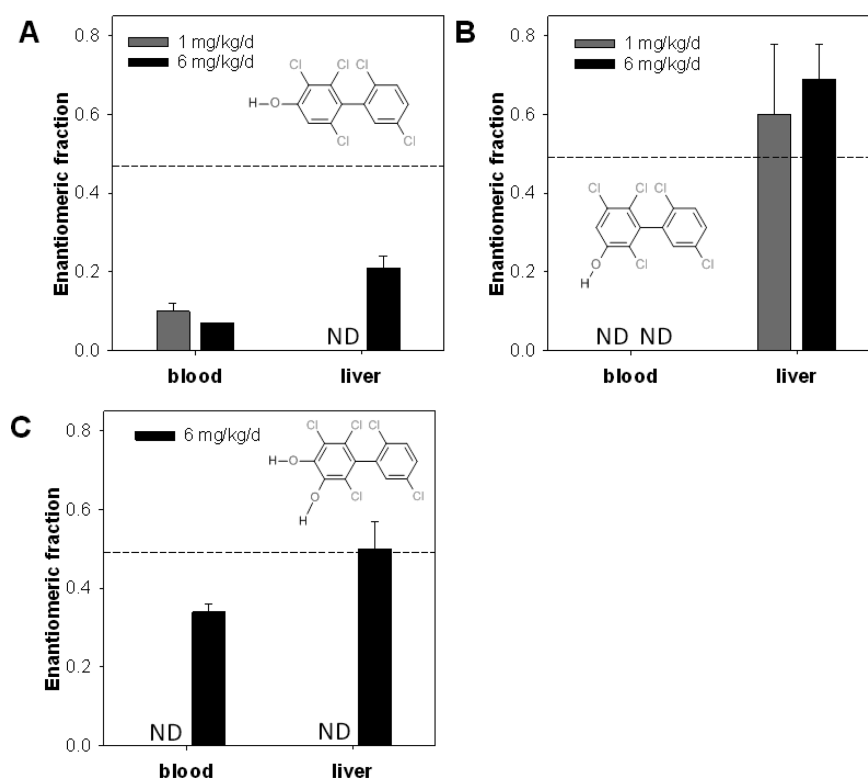 A
Enantiomeric fraction
0.8
0.6
0.4
0.2
0.0
1 mg/kg/d
6 mg/kg/d
Cl
Cl
Cl
H
O
Cl
Cl
ND
blood
liver
B
Enantiomeric fraction
0.8
0.6
0.4
0.2
0.0
1 mg/kg/d
6 mg/kg/d
Cl
Cl
Cl
O
Cl
Cl
H
ND ND
blood
liver
C
Enantiomeric fraction
0.8
0.6
0.4
0.2
0.0
6 mg/kg/d
Cl
Cl
Cl
H
O
O
Cl
Cl
H
ND
ND
blood
liver